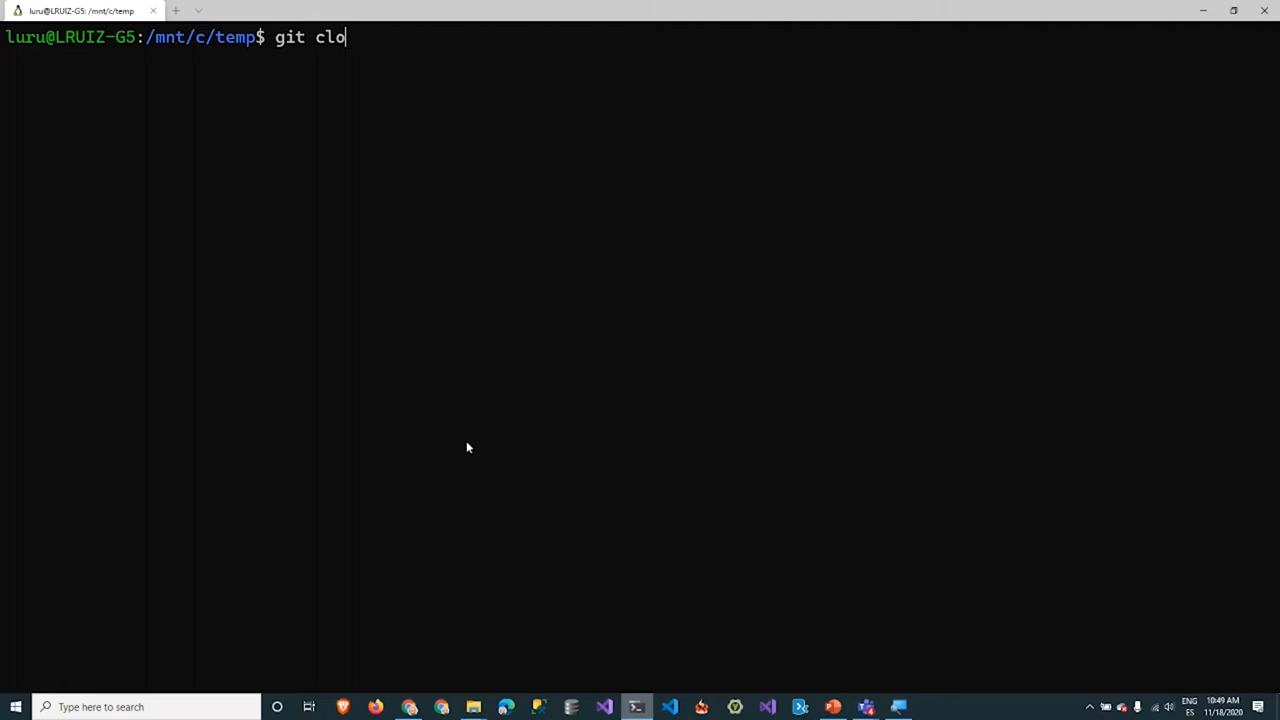 luru@LRUIZ-G5: /mnt/c/temp
luru@LRUIZ-G5:/mnt/c/temp$ git clo
Type here to search
ENG
ES
10:49 AM
11/18/2020